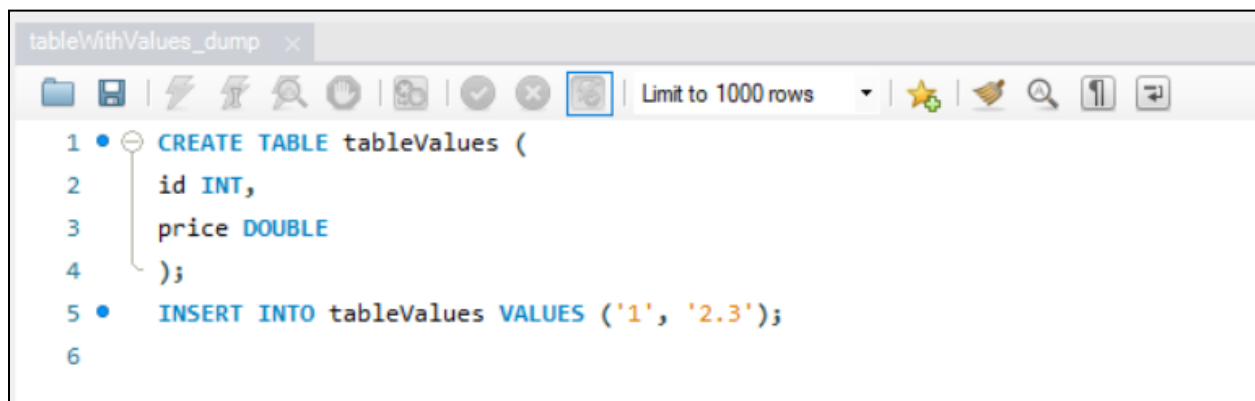 tableWithValues_dump ×
Limit to 1000 rows
1 CREATE TABLE tableValues (
2 id INT,
3 price DOUBLE
4 );
5 INSERT INTO tableValues VALUES ('1', '2.3');
6